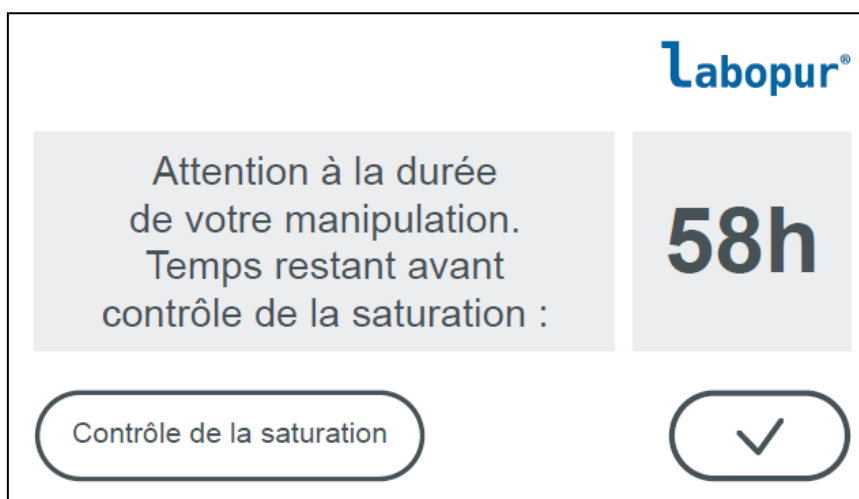 labopur®
Attention à la durée
de votre manipulation.
Temps restant avant
contrôle de la saturation :
58h
Contrôle de la saturation